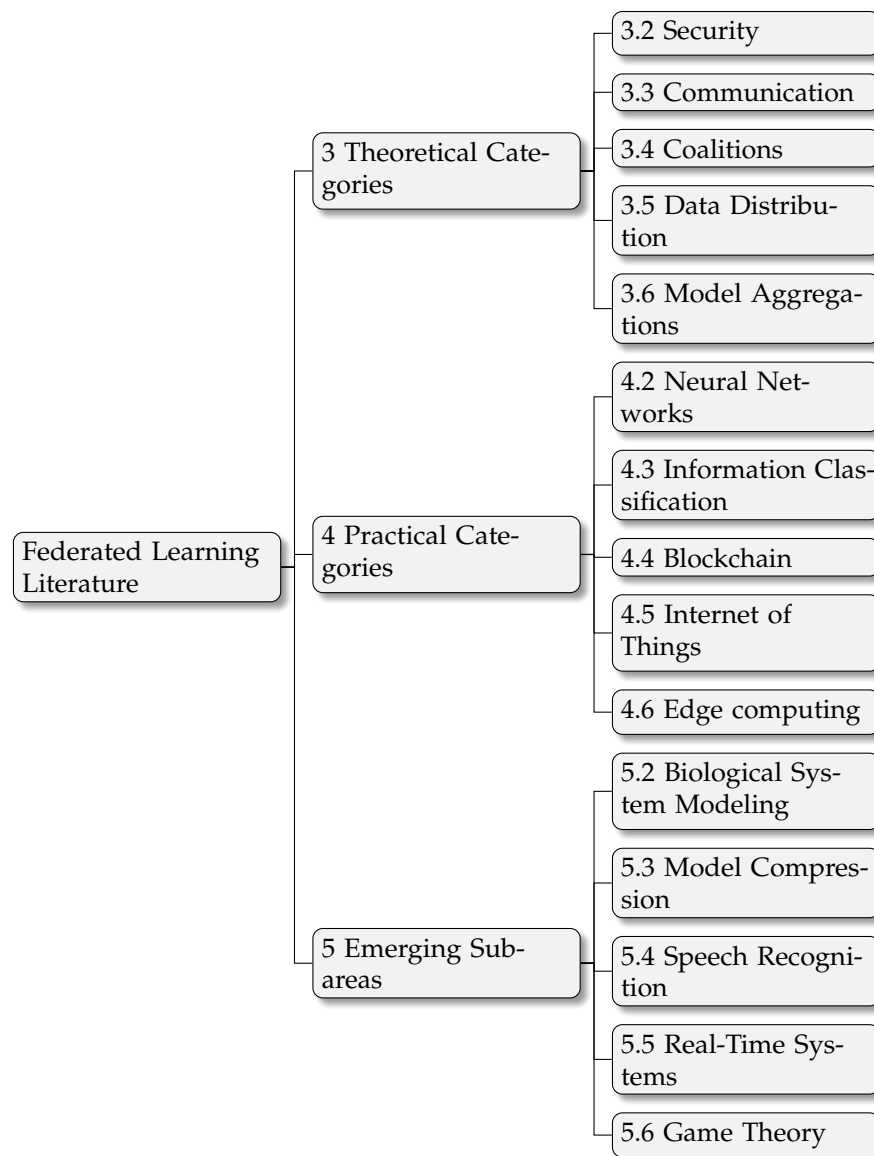 Federated Learning
Literature
3 Theoretical Cate-
gories
3.2 Security
3.3 Communication
3.4 Coalitions
3.5 Data Distribu-
tion
3.6 Model Aggrega-
tions
4 Practical Cate-
gories
4.2 Neural Net-
works
4.3 Information Clas-
sification
4.4 Blockchain
4.5 Internet of
Things
4.6 Edge computing
5 Emerging Sub-
areas
5.2 Biological Sys-
tem Modeling
5.3 Model Compres-
sion
5.4 Speech Recogni-
tion
5.5 Real-Time Sys-
tems
5.6 Game Theory